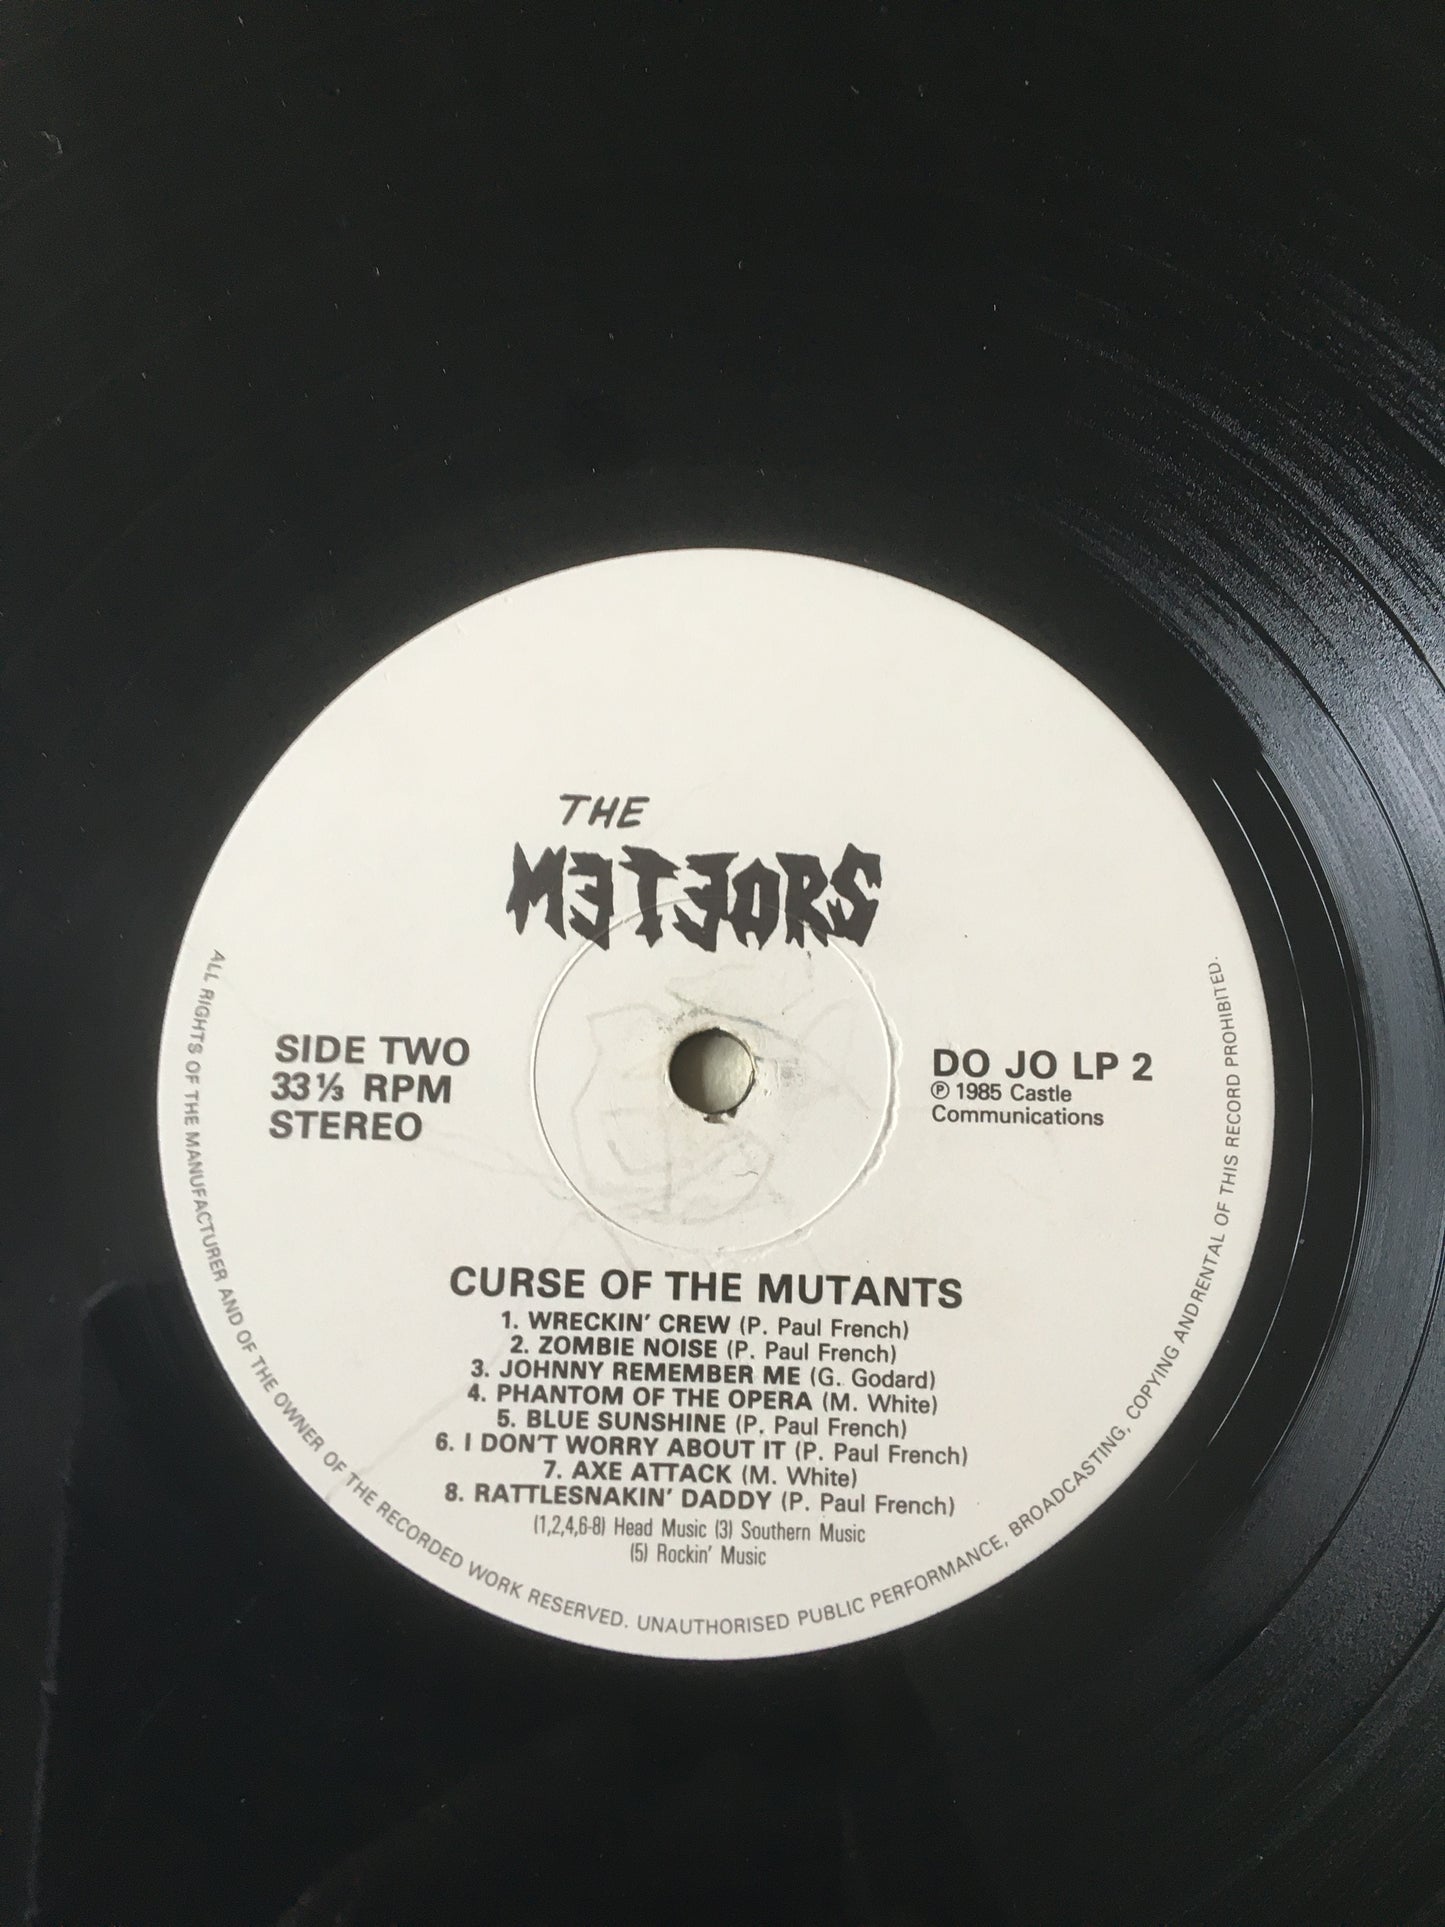 THE
METEORS
SIDE TWO
33⅓ RPM
STEREO
DO JO LP 2
℗ 1985 Castle
Communications
CURSE OF THE MUTANTS
1. WRECKIN' CREW (P. Paul French)
2. ZOMBIE NOISE (P. Paul French)
3. JOHNNY REMEMBER ME (G. Godard)
4. PHANTOM OF THE OPERA (M. White)
5. BLUE SUNSHINE (P. Paul French)
6. I DON'T WORRY ABOUT IT (P. Paul French)
7. AXE ATTACK (M. White)
8. RATTLESNAKIN' DADDY (P. Paul French)
(1,2,4,6-8) Head Music (3) Southern Music
(5) Rockin' Music
ALL RIGHTS OF THE MANUFACTURER AND OF THE OWNER OF THE RECORDED WORK RESERVED. UNAUTHORISED PUBLIC PERFORMANCE, BROADCASTING, COPYING AND RENTAL OF THIS RECORD PROHIBITED.